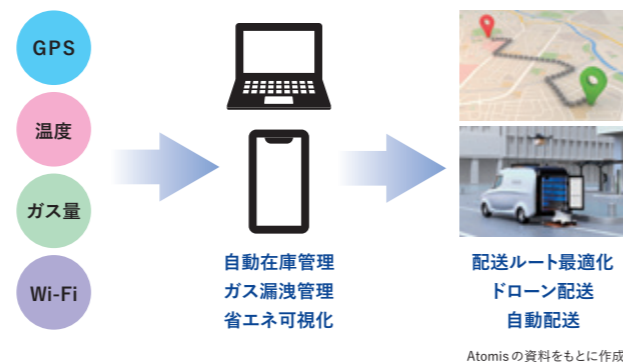 GPS
温度
ガス量
Wi-Fi
自動在庫管理
ガス漏洩管理
省エネ可視化
配送ルート最適化
ドローン配送
自動配送
Atomisの資料をもとに作成